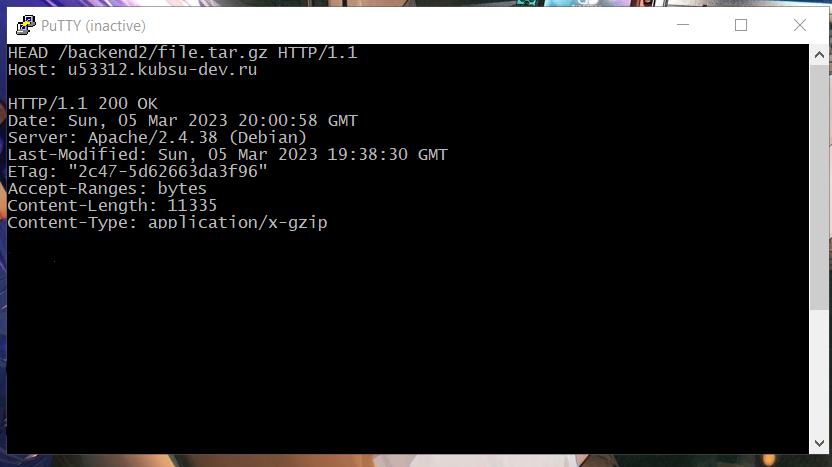 PuTTY (inactive)
HEAD /backend2/file.tar.gz HTTP/1.1
Host: u53312.kubsu-dev.ru
HTTP/1.1 200 OK
Date: Sun, 05 Mar 2023 20:00:58 GMT
Server: Apache/2.4.38 (Debian)
Last-Modified: Sun, 05 Mar 2023 19:38:30 GMT
ETag: "2c47-5d62663da3f96"
Accept-Ranges: bytes
Content-Length: 11335
Content-Type: application/x-gzip